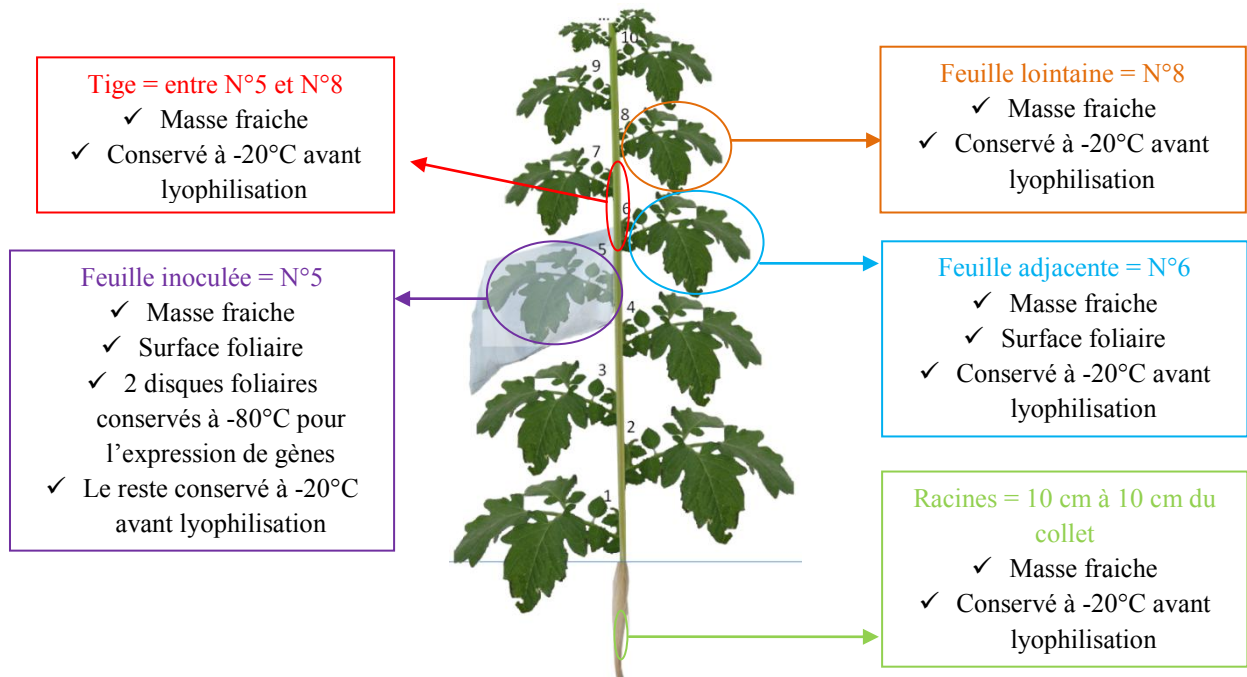 Tige = entre N°5 et N°8
✓ Masse fraiche
✓ Conservé à -20°C avant
lyophilisation
Feuille inoculée = N°5
✓ Masse fraiche
✓ Surface foliaire
✓ 2 disques foliaires
conservés à -80°C pour
l’expression de gènes
✓ Le reste conservé à -20°C
avant lyophilisation
...
10
9
8
7
6
5
4
3
2
1
Feuille lointaine = N°8
✓ Masse fraiche
✓ Conservé à -20°C avant
lyophilisation
Feuille adjacente = N°6
✓ Masse fraiche
✓ Surface foliaire
✓ Conservé à -20°C avant
lyophilisation
Racines = 10 cm à 10 cm du
collet
✓ Masse fraiche
✓ Conservé à -20°C avant
lyophilisation